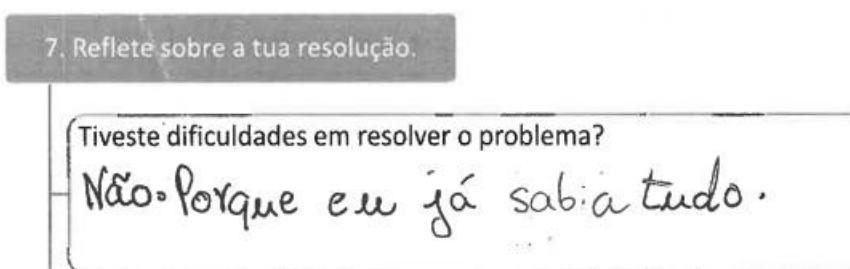 7. Reflete sobre a tua resolução.
Tiveste dificuldades em resolver o problema?
Não. Porque eu já sabia tudo.